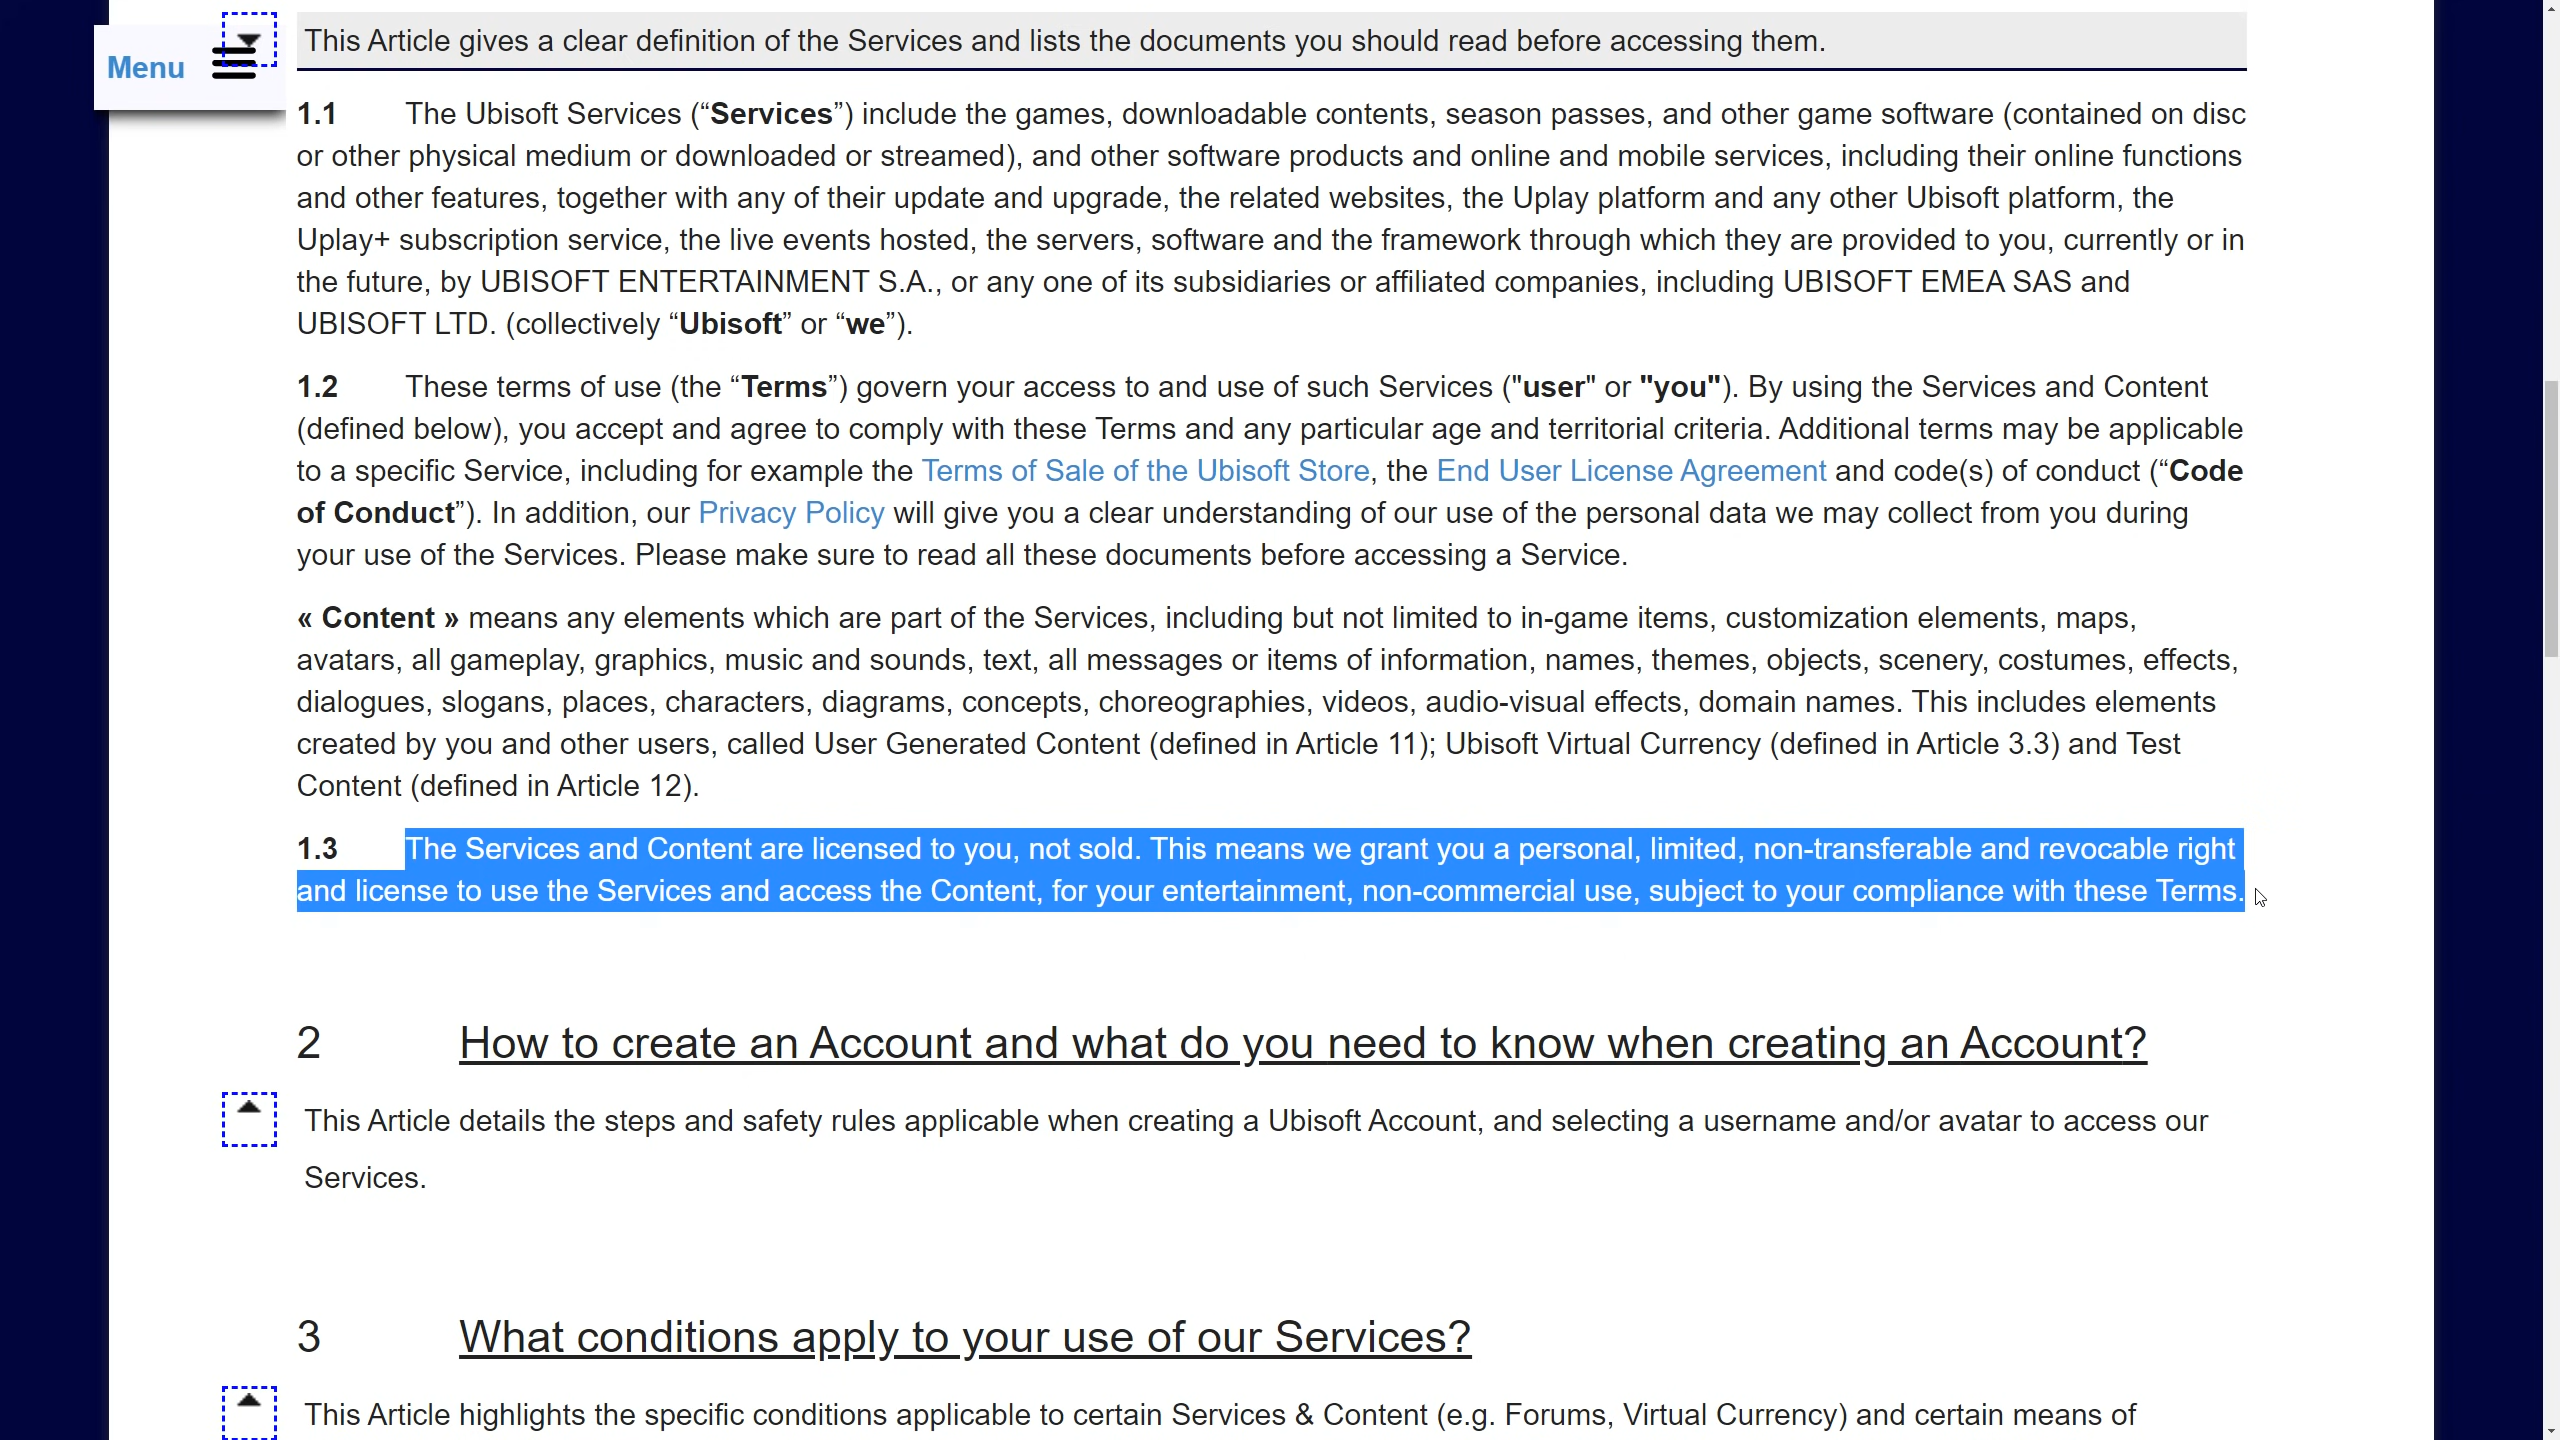 This Article gives a clear definition of the Services and lists the documents you should read before accessing them.
Menu
1.1 The Ubisoft Services (“Services”) include the games, downloadable contents, season passes, and other game software (contained on disc
or other physical medium or downloaded or streamed), and other software products and online and mobile services, including their online functions
and other features, together with any of their update and upgrade, the related websites, the Uplay platform and any other Ubisoft platform, the
Uplay+ subscription service, the live events hosted, the servers, software and the framework through which they are provided to you, currently or in
the future, by UBISOFT ENTERTAINMENT S.A., or any one of its subsidiaries or affiliated companies, including UBISOFT EMEA SAS and
UBISOFT LTD. (collectively “Ubisoft” or “we”).
1.2 These terms of use (the “Terms”) govern your access to and use of such Services ("user" or "you"). By using the Services and Content
(defined below), you accept and agree to comply with these Terms and any particular age and territorial criteria. Additional terms may be applicable
to a specific Service, including for example the Terms of Sale of the Ubisoft Store, the End User License Agreement and code(s) of conduct (“Code
of Conduct”). In addition, our Privacy Policy will give you a clear understanding of our use of the personal data we may collect from you during
your use of the Services. Please make sure to read all these documents before accessing a Service.
« Content » means any elements which are part of the Services, including but not limited to in-game items, customization elements, maps,
avatars, all gameplay, graphics, music and sounds, text, all messages or items of information, names, themes, objects, scenery, costumes, effects,
dialogues, slogans, places, characters, diagrams, concepts, choreographies, videos, audio-visual effects, domain names. This includes elements
created by you and other users, called User Generated Content (defined in Article 11); Ubisoft Virtual Currency (defined in Article 3.3) and Test
Content (defined in Article 12).
1.3 The Services and Content are licensed to you, not sold. This means we grant you a personal, limited, non-transferable and revocable right
and license to use the Services and access the Content, for your entertainment, non-commercial use, subject to your compliance with these Terms.
2 How to create an Account and what do you need to know when creating an Account?
This Article details the steps and safety rules applicable when creating a Ubisoft Account, and selecting a username and/or avatar to access our
Services.
3 What conditions apply to your use of our Services?
This Article highlights the specific conditions applicable to certain Services & Content (e.g. Forums, Virtual Currency) and certain means of